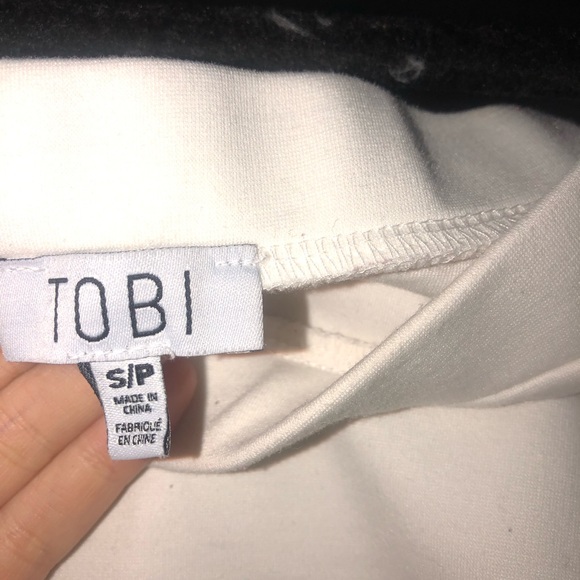 TOBI
S/P
MADE IN
CHINA
FABRIQUÉ
EN CHINE